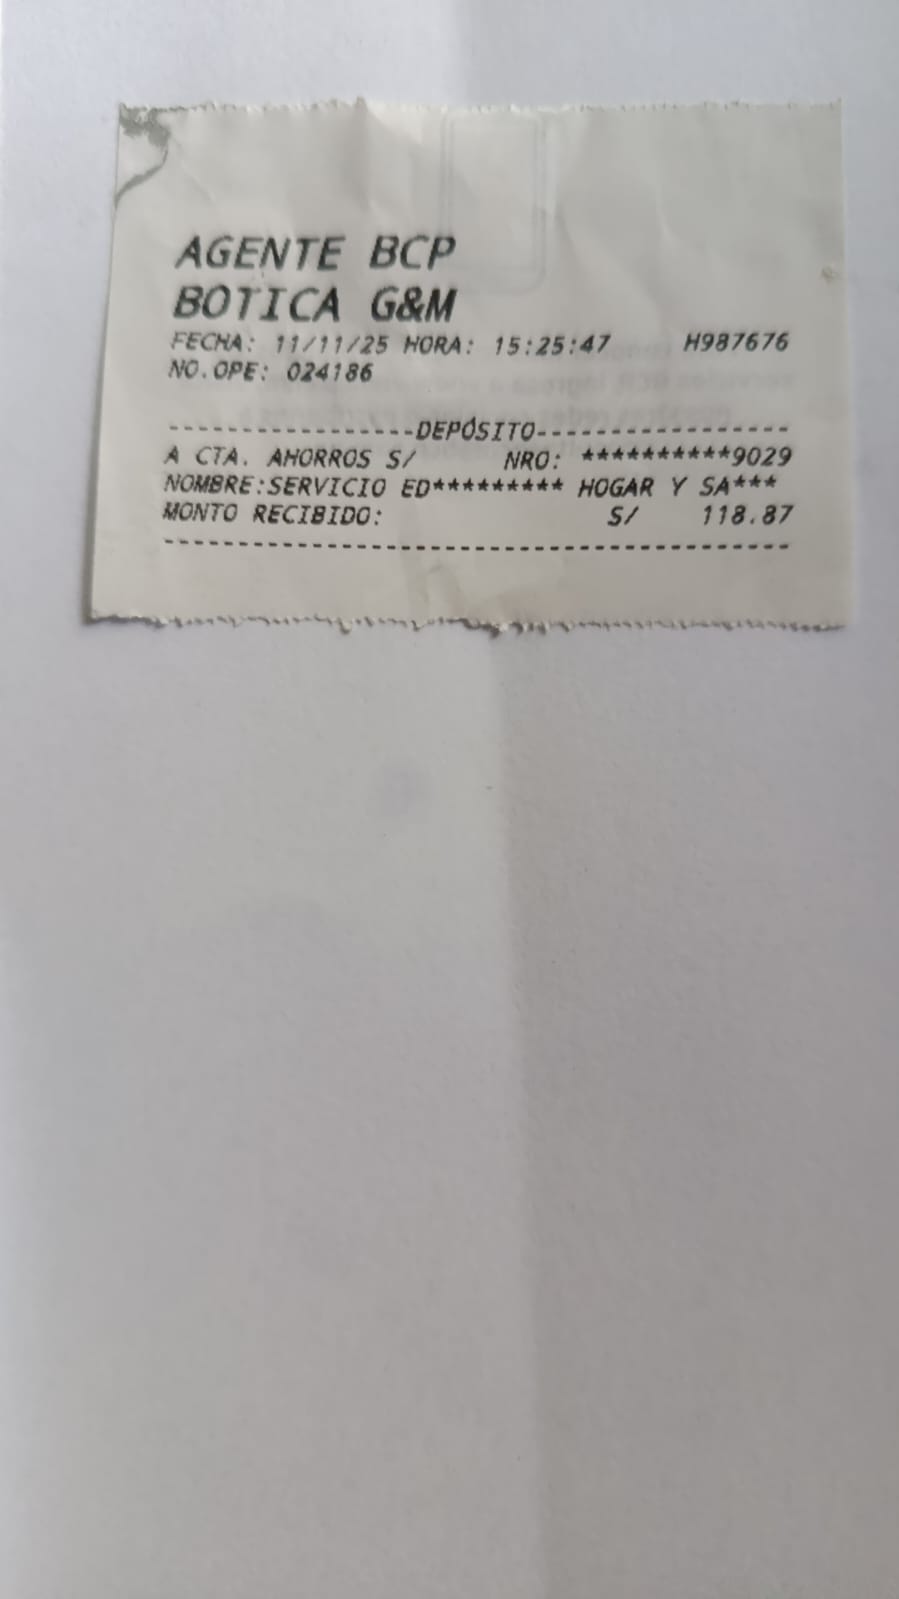 AGENTE BCP
BOTICA G&M
FECHA: 11/11/25 HORA: 15:25:47 H987676
NO.OPE: 024186
-----------------DEPÓSITO-----------------
A CTA. AHORROS S/ NRO: **********9029
NOMBRE:SERVICIO ED********* HOGAR Y SA***
MONTO RECIBIDO: S/ 118.87
---------------------------------------------------